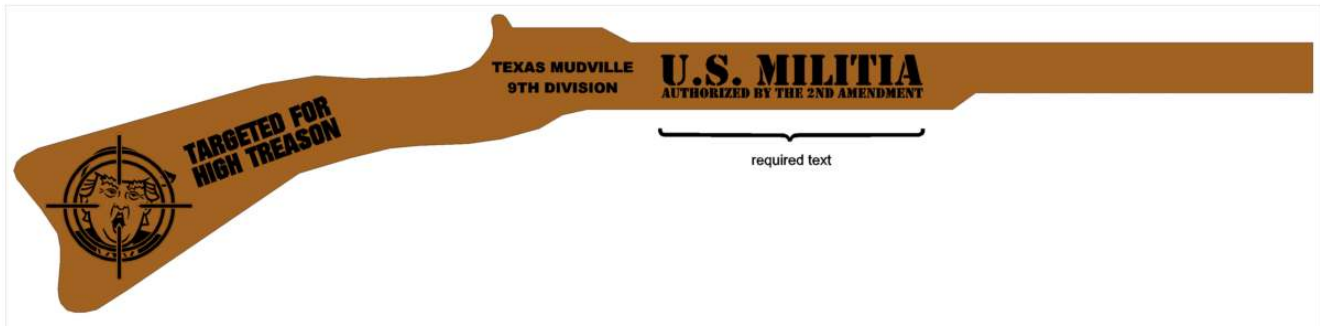 TARGETED FOR
HIGH TREASON
TEXAS MUDVILLE
9TH DIVISION
U.S. MILITIA
AUTHORIZED BY THE 2ND AMENDMENT
required text